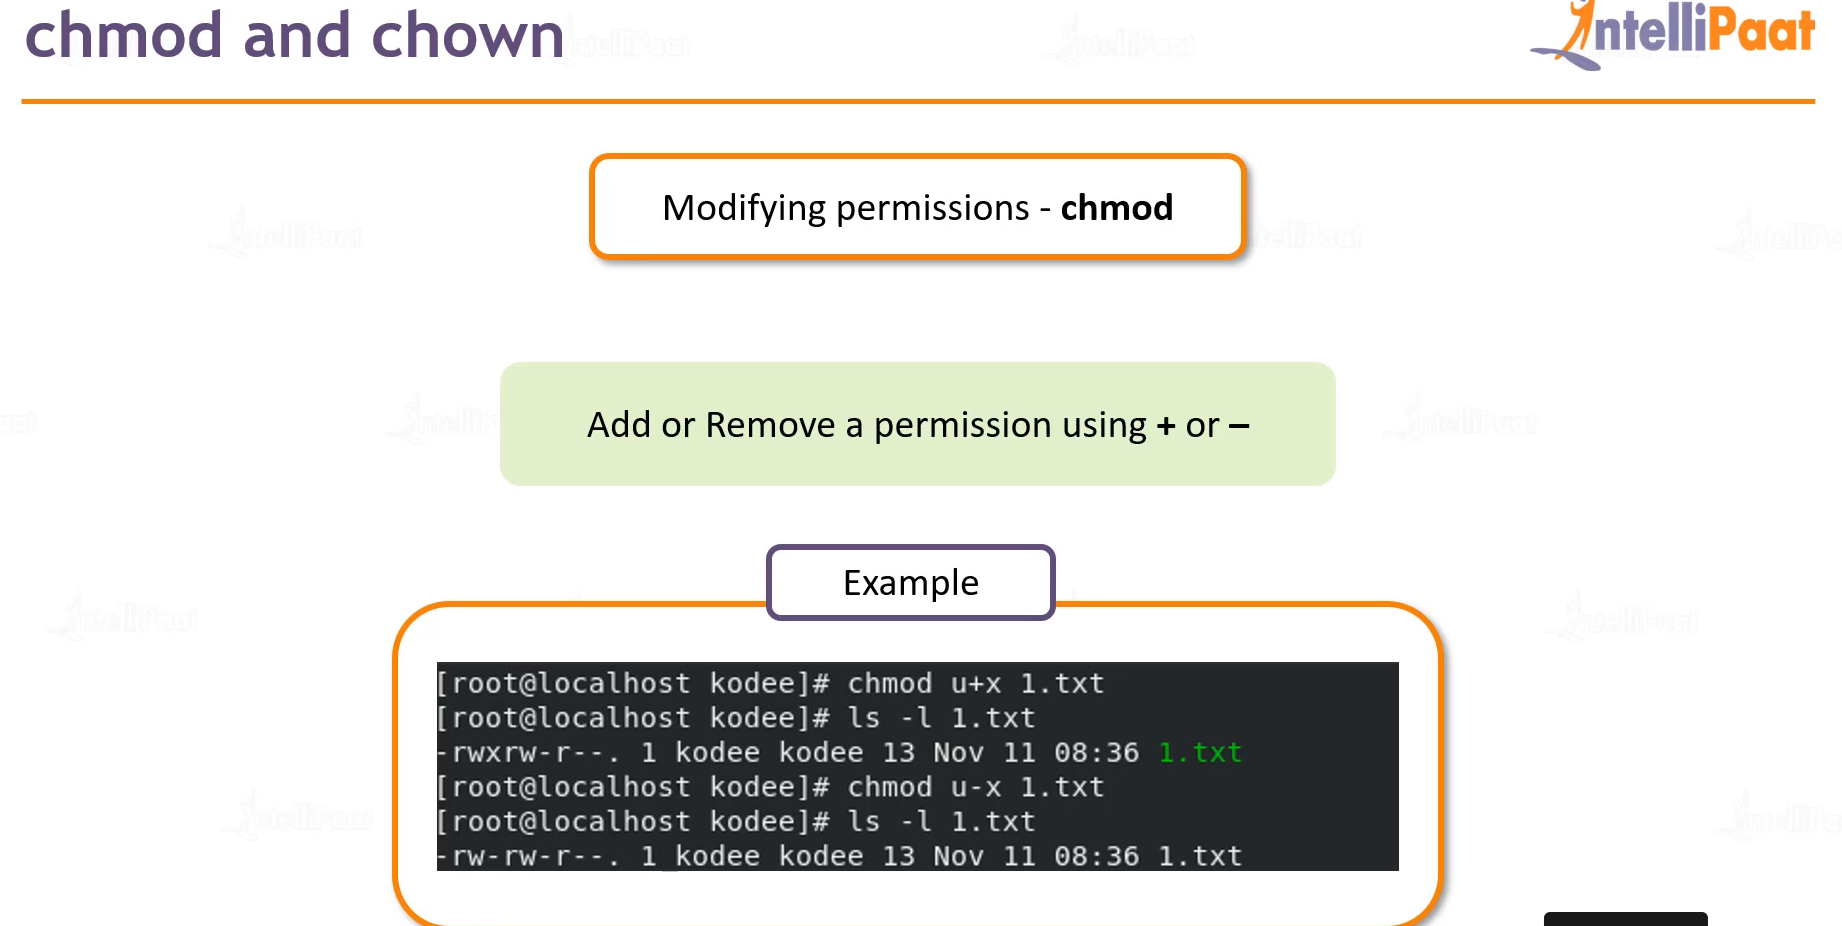 chmod and chown
IntelliPaat
Modifying permissions - chmod
Add or Remove a permission using + or –
Example
[root@localhost kodee]# chmod u+x 1.txt
[root@localhost kodee]# ls -l 1.txt
-rwxrw-r--. 1 kodee kodee 13 Nov 11 08:36 1.txt
[root@localhost kodee]# chmod u-x 1.txt
[root@localhost kodee]# ls -l 1.txt
-rw-rw-r--. 1 kodee kodee 13 Nov 11 08:36 1.txt